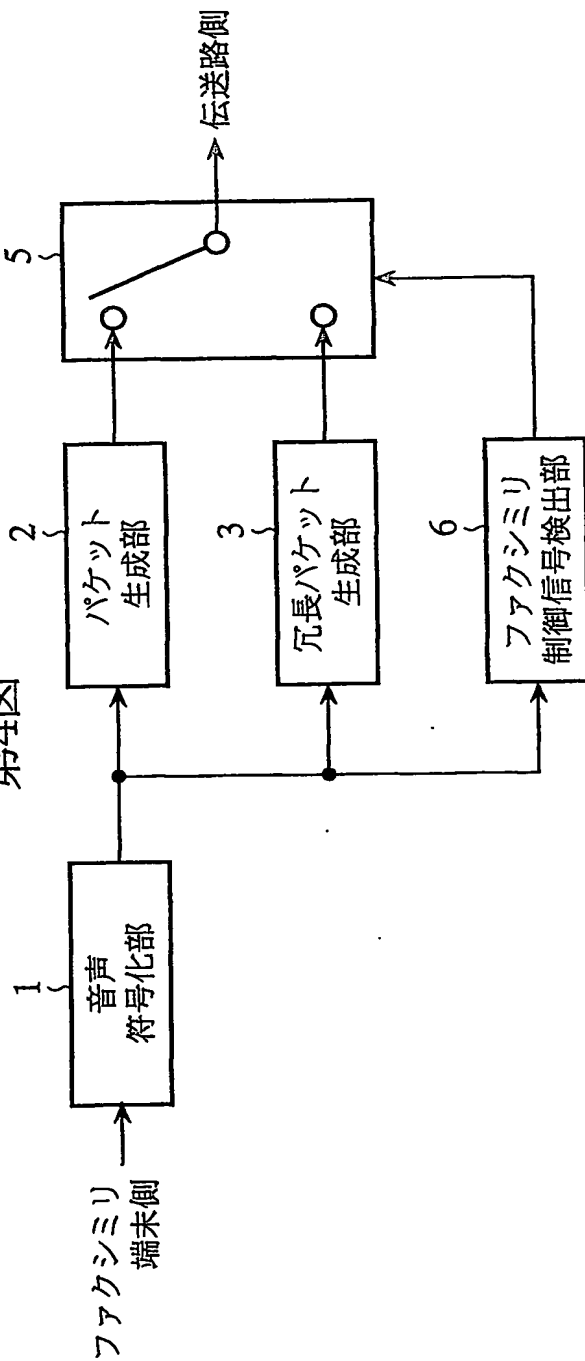 第4図
ファクシミリ
端末側
1
音声
符号化部
2
パケット
生成部
3
冗長パケット
生成部
6
ファクシミリ
制御信号検出部
5
伝送路側